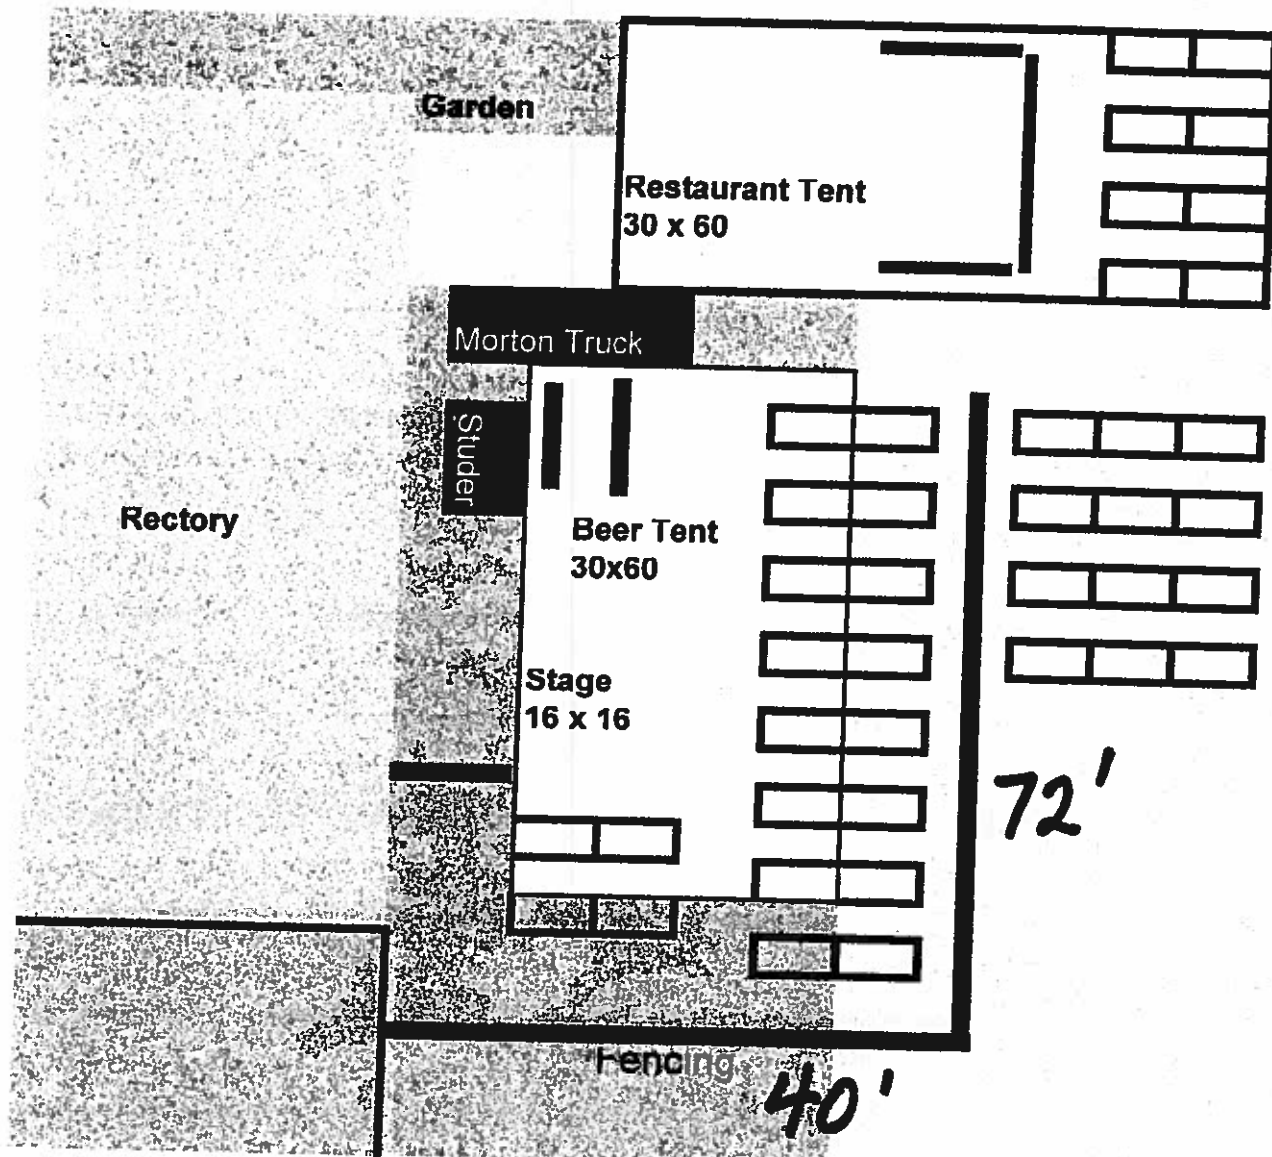 Garden
Restaurant Tent
30 x 60
Morton Truck
Studer
Rectory
Beer Tent
30x60
Stage
16 x 16
72'
Fencing
40'